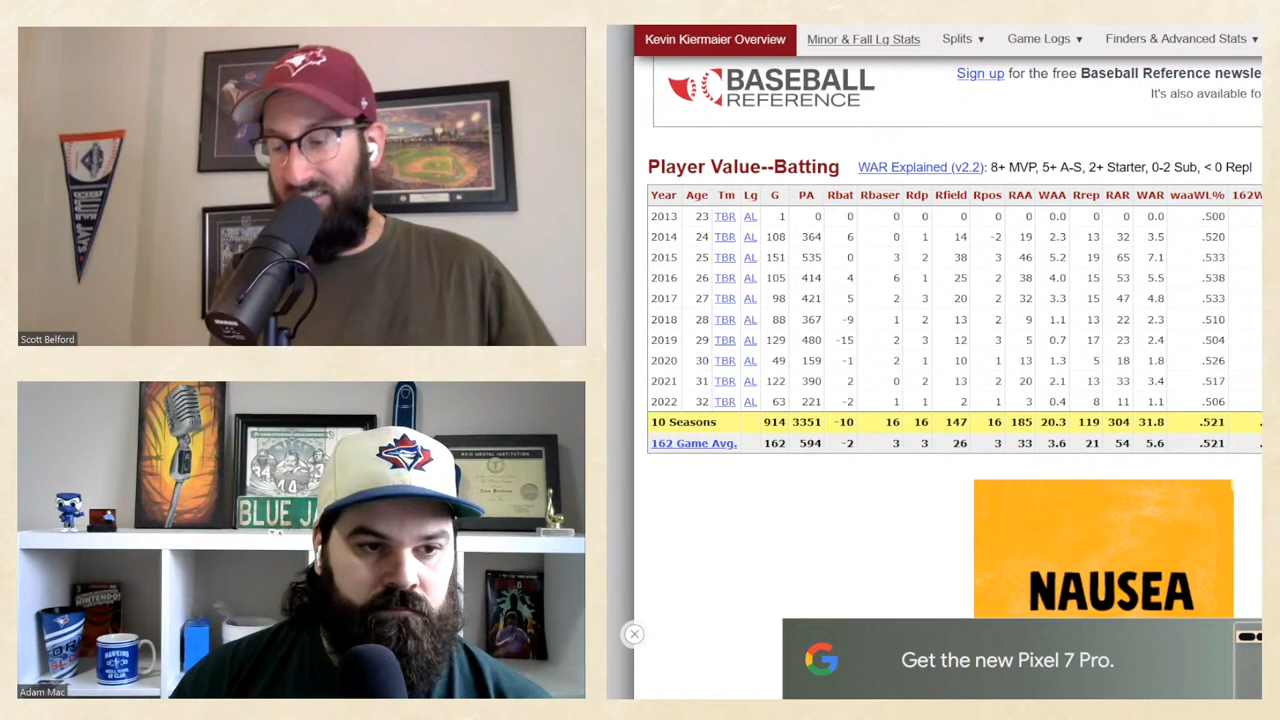 Scott Belford
BLUE JAYS
BLUE JA
REID MENTAL INSTITUTION
NINTENDO
HAWKINS
Adam Mac
Kevin Kiermaier Overview Minor & Fall Lg Stats Splits ▼ Game Logs ▼ Finders & Advanced Stats ▼
BASEBALL
REFERENCE
Sign up for the free Baseball Reference newsle
It's also available fo
Player Value--Batting WAR Explained (v2.2): 8+ MVP, 5+ A-S, 2+ Starter, 0-2 Sub, < 0 Repl
Year Age Tm Lg G PA Rbat Rbaser Rdp Rfield Rpos RAA WAA Rrep RAR WAR waaWL% 162W
2013 23 TBR AL 1 0 0 0 0 0 0 0 0.0 0 0 0.0 .500
2014 24 TBR AL 108 364 6 0 1 14 -2 19 2.3 13 32 3.5 .520
2015 25 TBR AL 151 535 0 3 2 38 3 46 5.2 19 65 7.1 .533
2016 26 TBR AL 105 414 4 6 1 25 2 38 4.0 15 53 5.5 .538
2017 27 TBR AL 98 421 5 2 3 20 2 32 3.3 15 47 4.8 .533
2018 28 TBR AL 88 367 -9 1 2 13 2 9 1.1 13 22 2.3 .510
2019 29 TBR AL 129 480 -15 2 3 12 3 5 0.7 17 23 2.4 .504
2020 30 TBR AL 49 159 -1 2 1 10 1 13 1.3 5 18 1.8 .526
2021 31 TBR AL 122 390 2 0 2 13 2 20 2.1 13 33 3.4 .517
2022 32 TBR AL 63 221 -2 1 1 2 1 3 0.4 8 11 1.1 .506
10 Seasons 914 3351 -10 16 16 147 16 185 20.3 119 304 31.8 .521
162 Game Avg. 162 594 -2 3 3 26 3 33 3.6 21 54 5.6 .521
NAUSEA
Get the new Pixel 7 Pro.